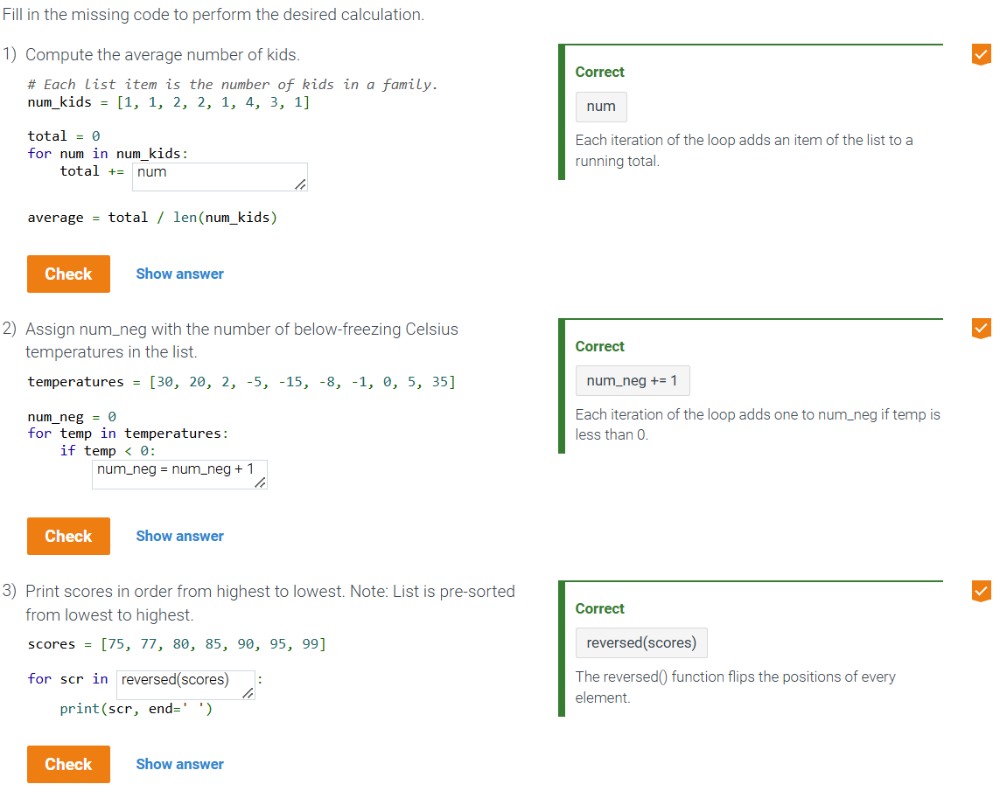 Fill in the missing code to perform the desired calculation.
1) Compute the average number of kids.
# Each list item is the number of kids in a family.
num_kids = [1, 1, 2, 2, 1, 4, 3, 1]
total = 0
for num in num_kids:
total += num
average = total / len(num_kids)
Check Show answer
Correct
num
Each iteration of the loop adds an item of the list to a
running total.
2) Assign num_neg with the number of below-freezing Celsius
temperatures in the list.
temperatures = [30, 20, 2, -5, -15, -8, -1, 0, 5, 35]
num_neg = 0
for temp in temperatures:
if temp < 0:
num_neg = num_neg + 1
Check Show answer
Correct
num_neg += 1
Each iteration of the loop adds one to num_neg if temp is
less than 0.
3) Print scores in order from highest to lowest. Note: List is pre-sorted
from lowest to highest.
scores = [75, 77, 80, 85, 90, 95, 99]
for scr in reversed(scores) :
print(scr, end=' ')
Check Show answer
Correct
reversed(scores)
The reversed() function flips the positions of every
element.